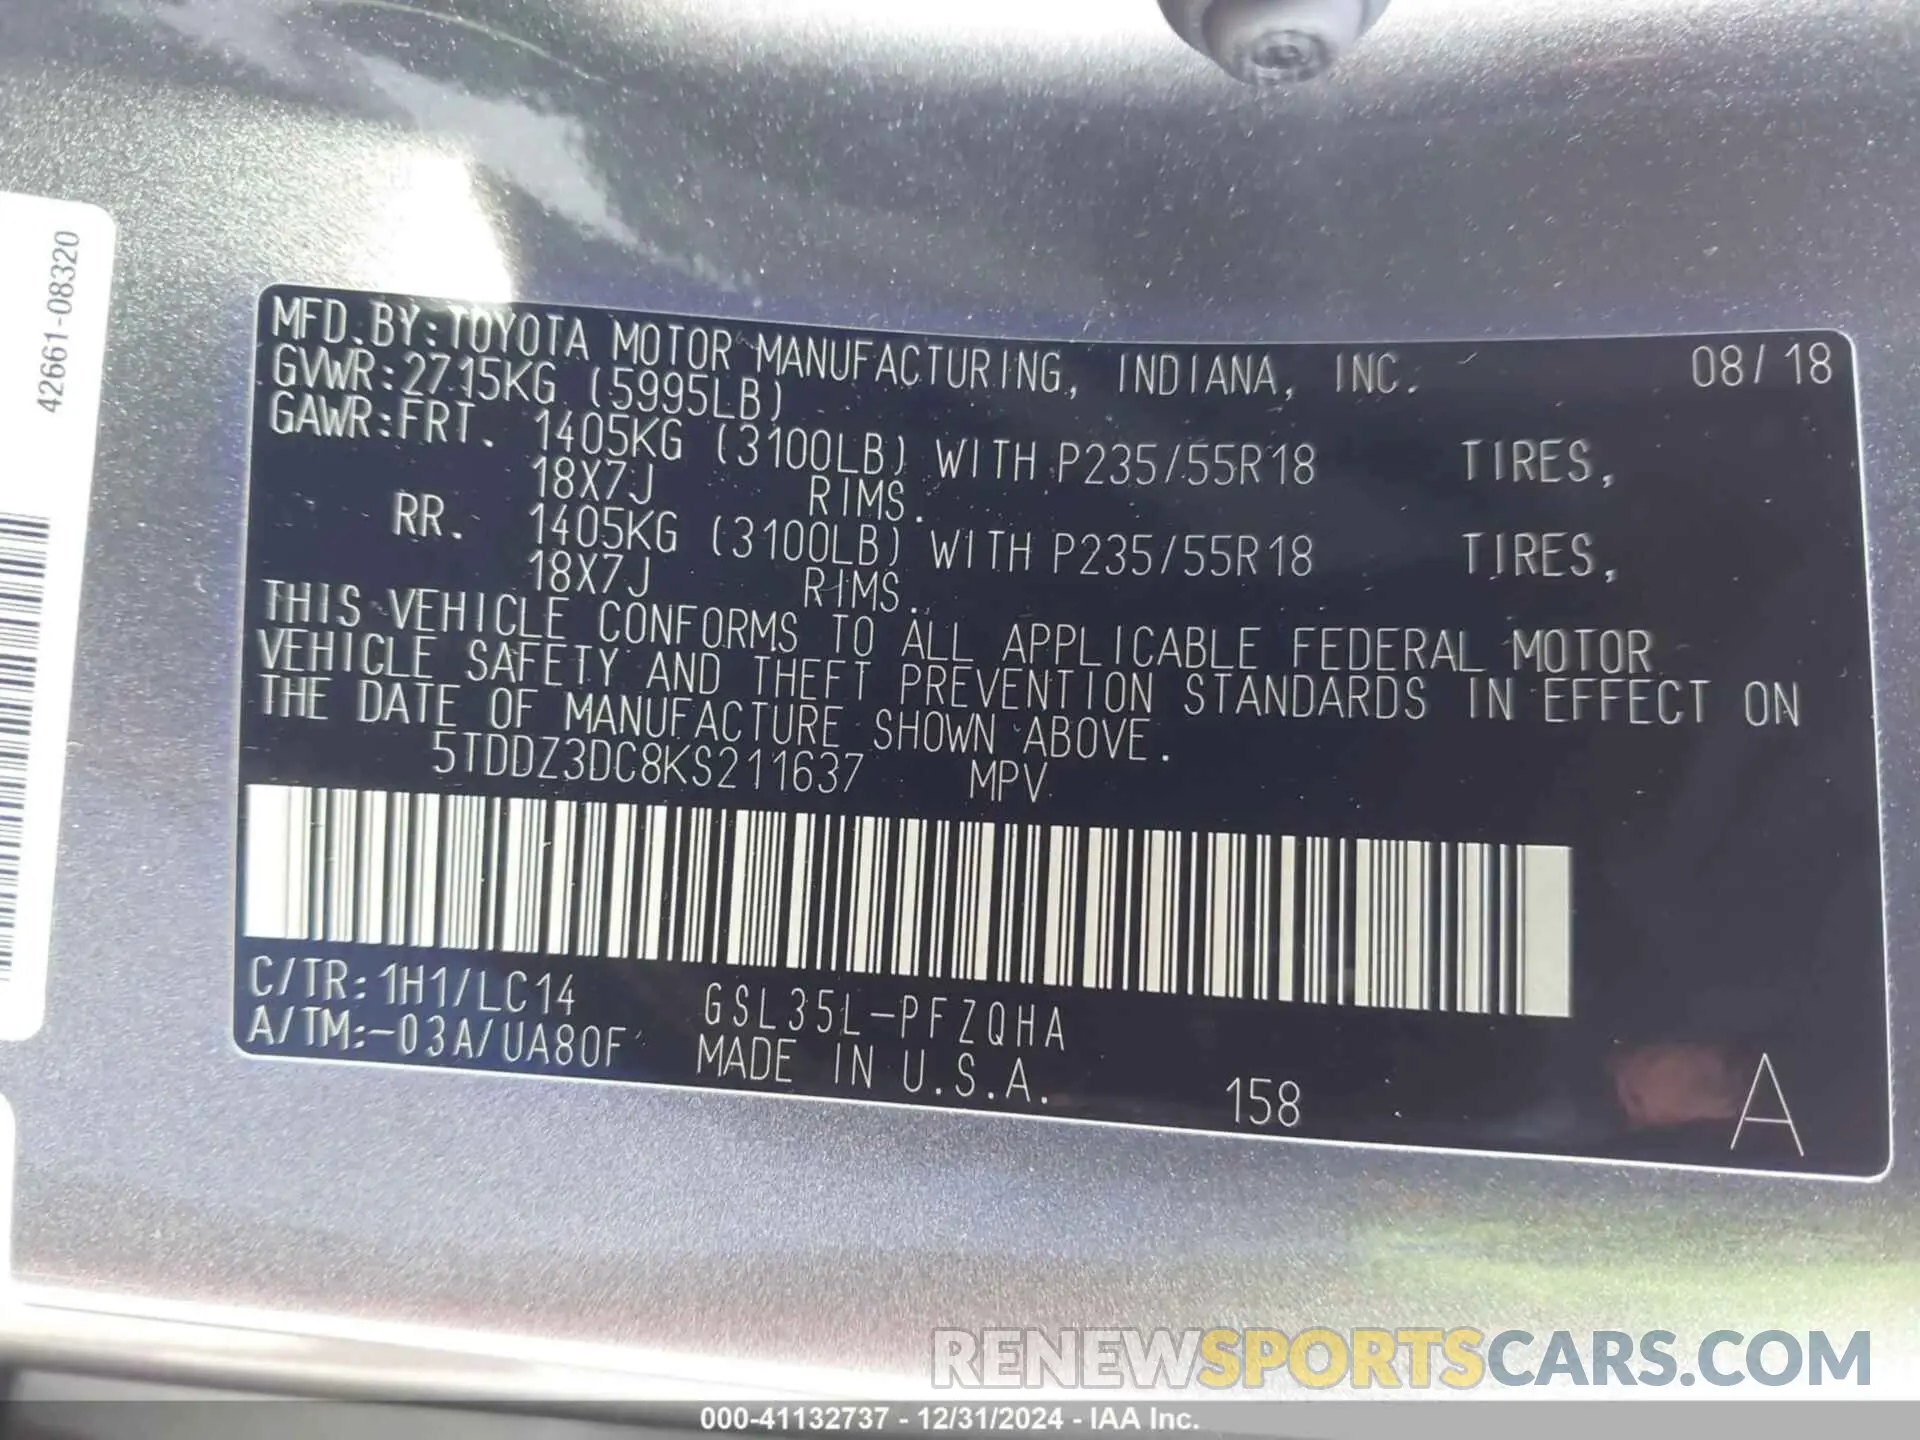 42661-08320
MFD.BY:TOYOTA MOTOR MANUFACTURING, INDIANA, INC. 08/18
GVWR:2715KG (5995LB)
GAWR:FRT. 1405KG (3100LB) WITH P235/55R18 TIRES,
18X7J RIMS.
RR. 1405KG (3100LB) WITH P235/55R18 TIRES,
18X7J RIMS.
THIS VEHICLE CONFORMS TO ALL APPLICABLE FEDERAL MOTOR
VEHICLE SAFETY AND THEFT PREVENTION STANDARDS IN EFFECT ON
THE DATE OF MANUFACTURE SHOWN ABOVE.
5TDDZ3DC8KS211637 MPV
C/TR:1H1/LC14 GSL35L-PFZQHA
A/TM:-03A/UA80F MADE IN U.S.A. 158 A
RENEWSPORTSCARS.COM
000-41132737 - 12/31/2024 - IAA Inc.